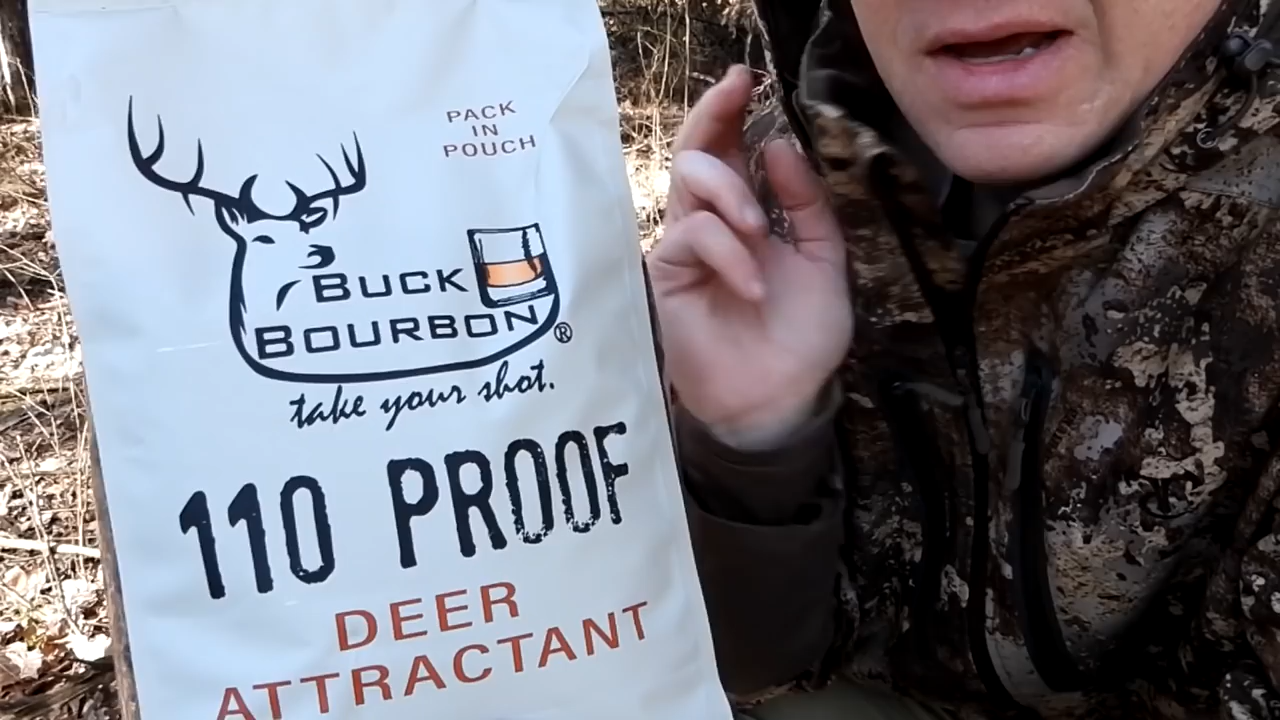 PACK
IN
POUCH
BUCK
BOURBON®
take your shot.
110 PROOF
DEER
ATTRACTANT